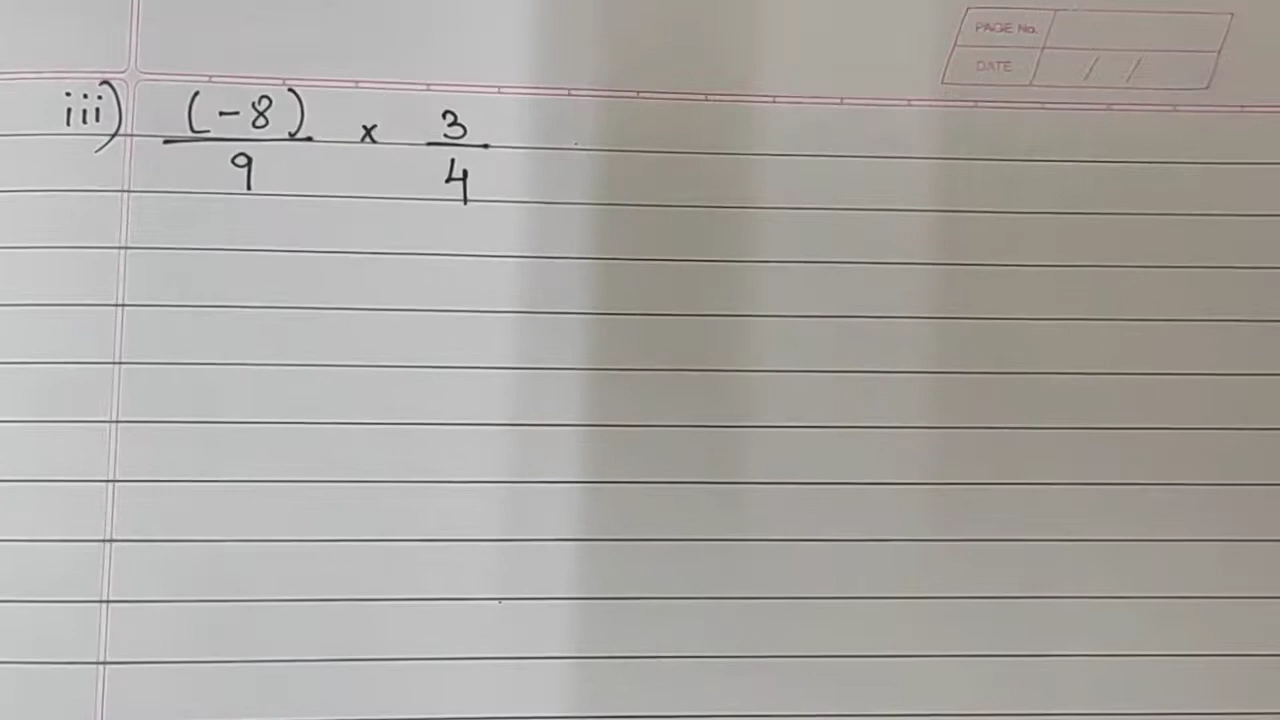 PAGE No.
DATE / /
iii) (-8)/9 x 3/4